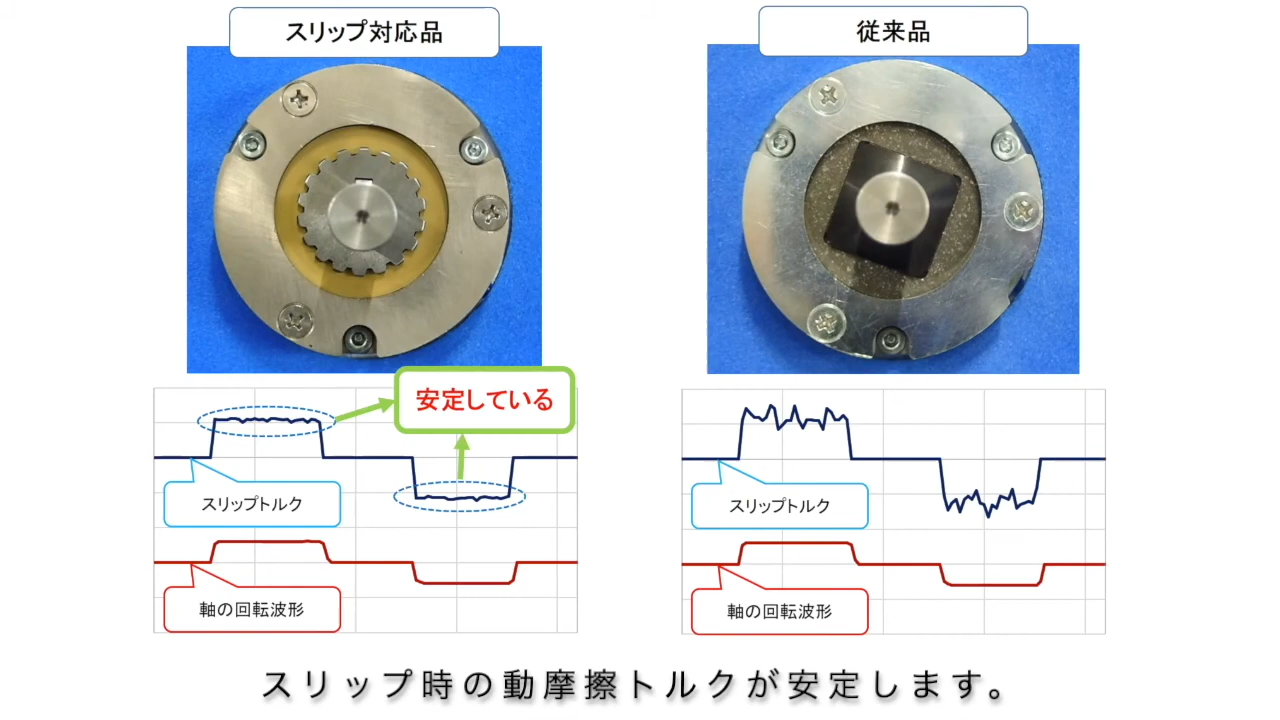 スリップ対応品
従来品
安定している
スリップトルク
スリップトルク
軸の回転波形
軸の回転波形
スリップ時の動摩擦トルクが安定します。